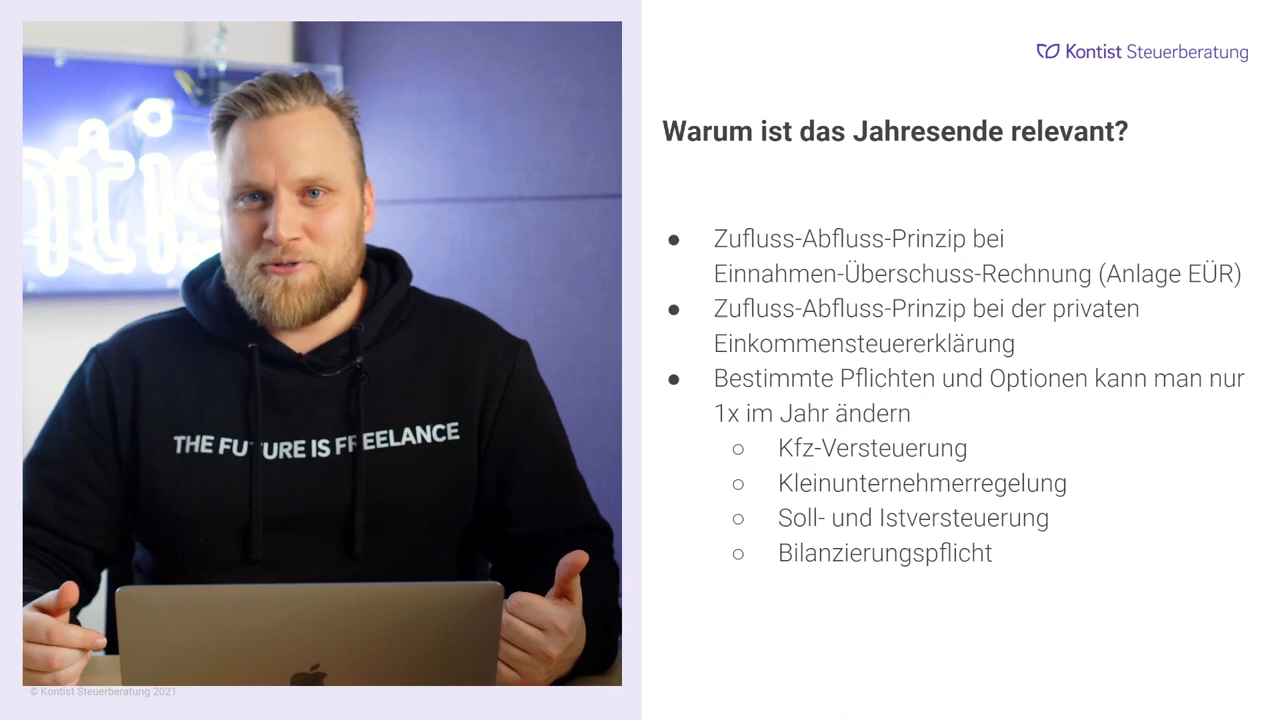 Kontist Steuerberatung
Warum ist das Jahresende relevant?
● Zufluss-Abfluss-Prinzip bei
Einnahmen-Überschuss-Rechnung (Anlage EÜR)
● Zufluss-Abfluss-Prinzip bei der privaten
Einkommensteuererklärung
● Bestimmte Pflichten und Optionen kann man nur
1x im Jahr ändern
○ Kfz-Versteuerung
○ Kleinunternehmerregelung
○ Soll- und Istversteuerung
○ Bilanzierungspflicht
ntis
THE FUTURE IS FREELANCE
© Kontist Steuerberatung 2021